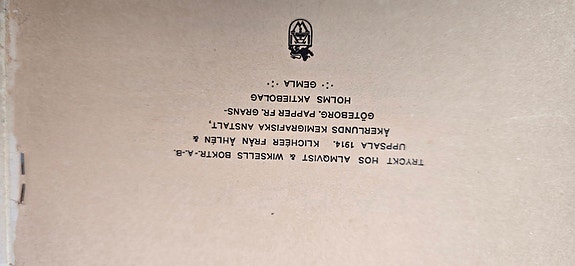 TRYCKT HOS ALMQVIST & WIKSELLS BOKTR.-A.-B.
UPPSALA 1914. KLICHÉER FRÅN ÅHLÉN &
ÅKERLUNDS KEMIGRAFISKA ANSTALT,
GÖTEBORG. PAPPER FR. GRANS-
HOLMS AKTIEBOLAG
·:· GEMLA ·:·